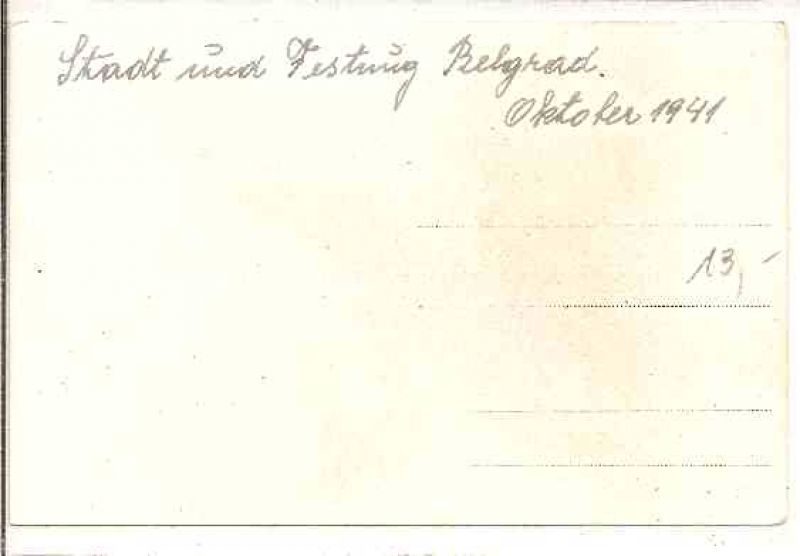 Stadt und Festung Belgrad.
Oktober 1941
13,-